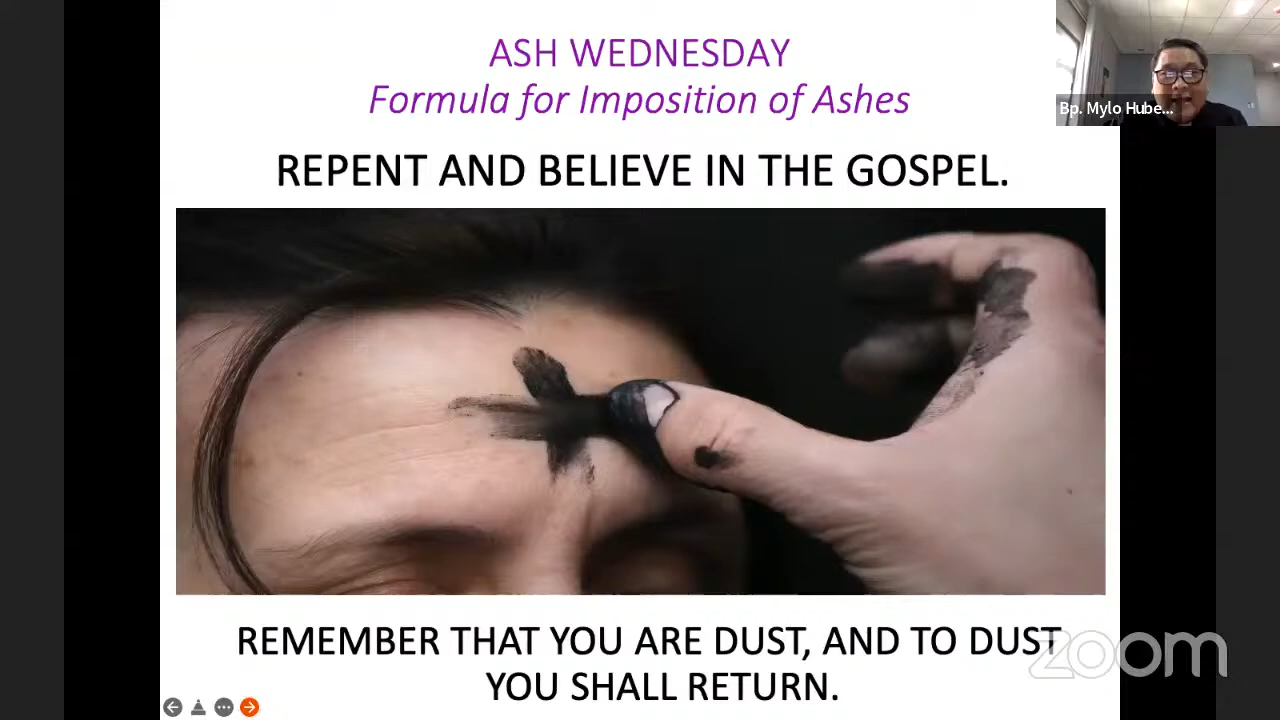 ASH WEDNESDAY
Formula for Imposition of Ashes
Bp. Mylo Hube...
REPENT AND BELIEVE IN THE GOSPEL.
REMEMBER THAT YOU ARE DUST, AND TO DUST
YOU SHALL RETURN.
zoom